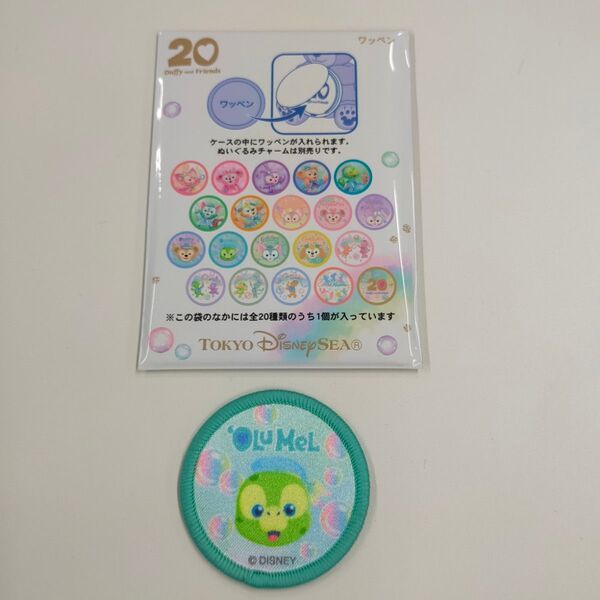 20
Duffy and Friends
ワッペン
ワッペン
20
ケースの中にワッペンが入れられます。
ぬいぐるみチャームは別売りです。
20
※この袋のなかには全20種類のうち1個が入っています
TOKYO DISNEYSEA®
'OLU MEL
© DISNEY